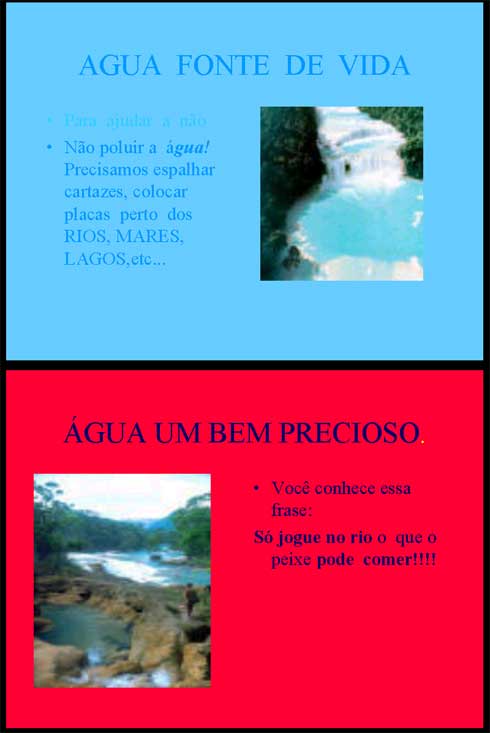 AGUA FONTE DE VIDA
• Para ajudar a não
• Não poluir a água!
Precisamos espalhar
cartazes, colocar
placas perto dos
RIOS, MARES,
LAGOS,etc...
ÁGUA UM BEM PRECIOSO.
• Você conhece essa
frase:
Só jogue no rio o que o
peixe pode comer!!!!